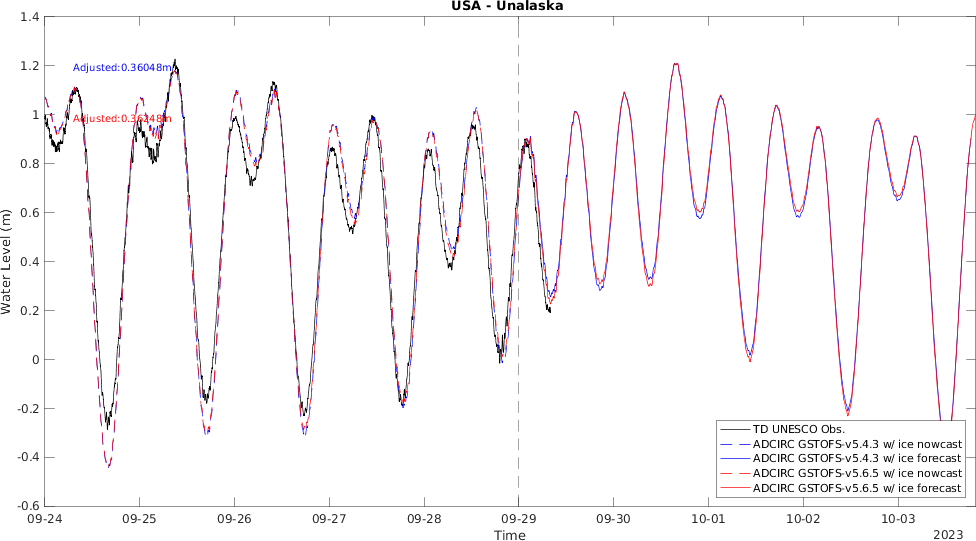 USA - Unalaska
1.4
1.2
1
0.8
0.6
0.4
0.2
0
-0.2
-0.4
-0.6
Water Level (m)
Adjusted:0.36048m
Adjusted:0.36248m
TD UNESCO Obs.
ADCIRC GSTOFS-v5.4.3 w/ ice nowcast
ADCIRC GSTOFS-v5.4.3 w/ ice forecast
ADCIRC GSTOFS-v5.6.5 w/ ice nowcast
ADCIRC GSTOFS-v5.6.5 w/ ice forecast
09-24 09-25 09-26 09-27 09-28 09-29 09-30 10-01 10-02 10-03
Time
2023